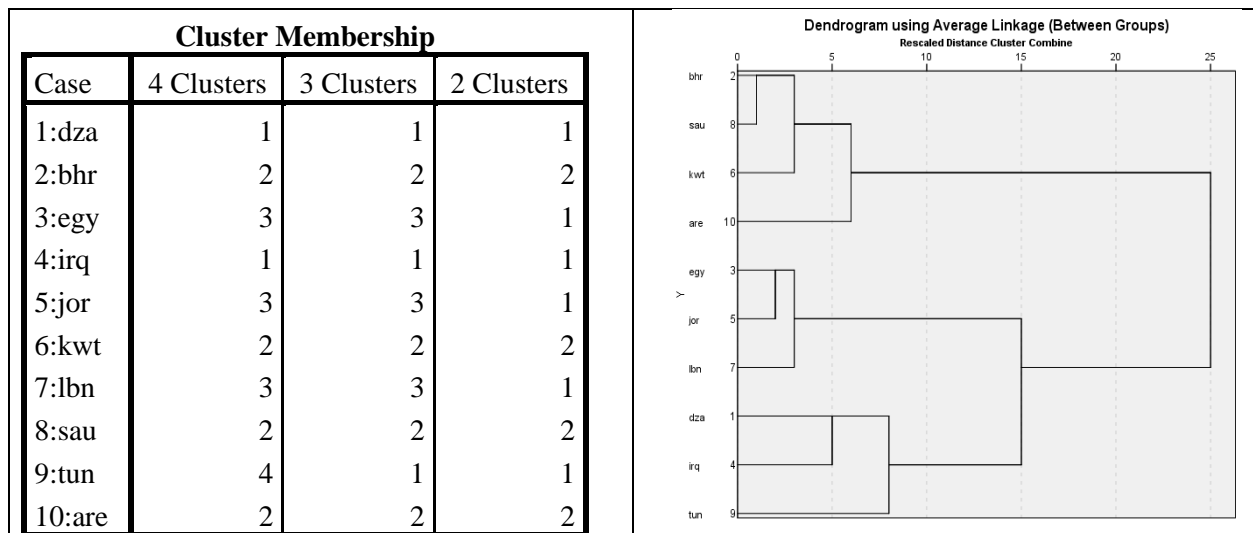 Cluster Membership
Case 4 Clusters 3 Clusters 2 Clusters
1:dza 1 1 1
2:bhr 2 2 2
3:egy 3 3 1
4:irq 1 1 1
5:jor 3 3 1
6:kwt 2 2 2
7:lbn 3 3 1
8:sau 2 2 2
9:tun 4 1 1
10:are 2 2 2
Dendrogram using Average Linkage (Between Groups)
Rescaled Distance Cluster Combine
0 5 10 15 20 25
bhr 2
sau 8
kwt 6
are 10
egy 3
Y
jor 5
lbn 7
dza 1
irq 4
tun 9